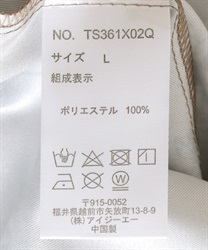 NO. TS361X02Q
サイズ L
組成表示
ポリエステル 100%
〒915-0052
福井県越前市矢放町13-8-9
(株) アイジーエー
中国製